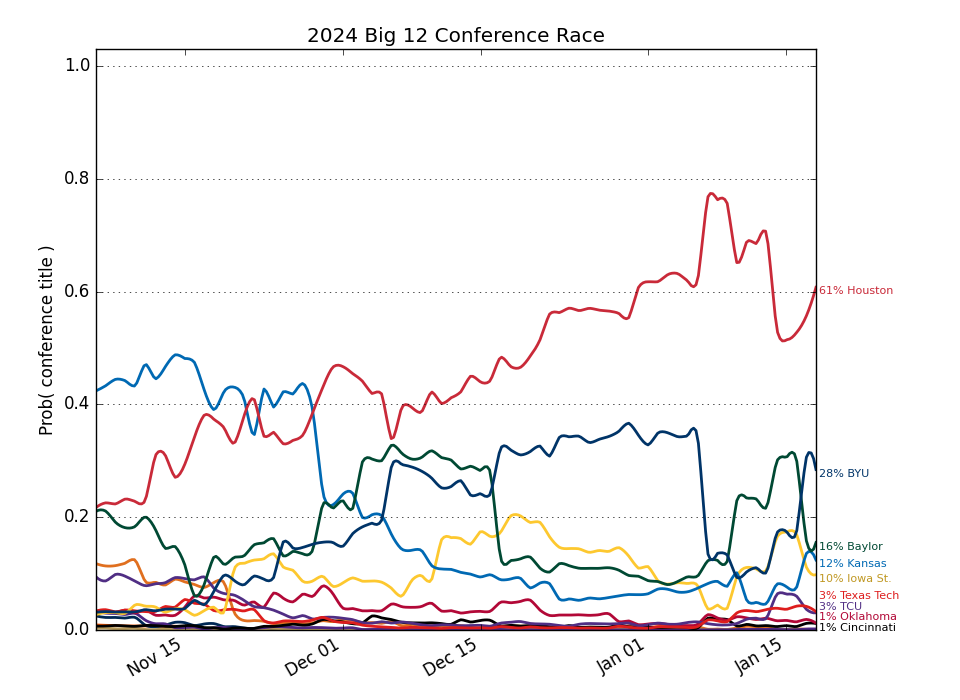 2024 Big 12 Conference Race
Prob( conference title )
1.0
0.8
0.6
0.4
0.2
0.0
Nov 15
Dec 01
Dec 15
Jan 01
Jan 15
61% Houston
28% BYU
16% Baylor
12% Kansas
10% Iowa St.
3% Texas Tech
3% TCU
1% Oklahoma
1% Cincinnati